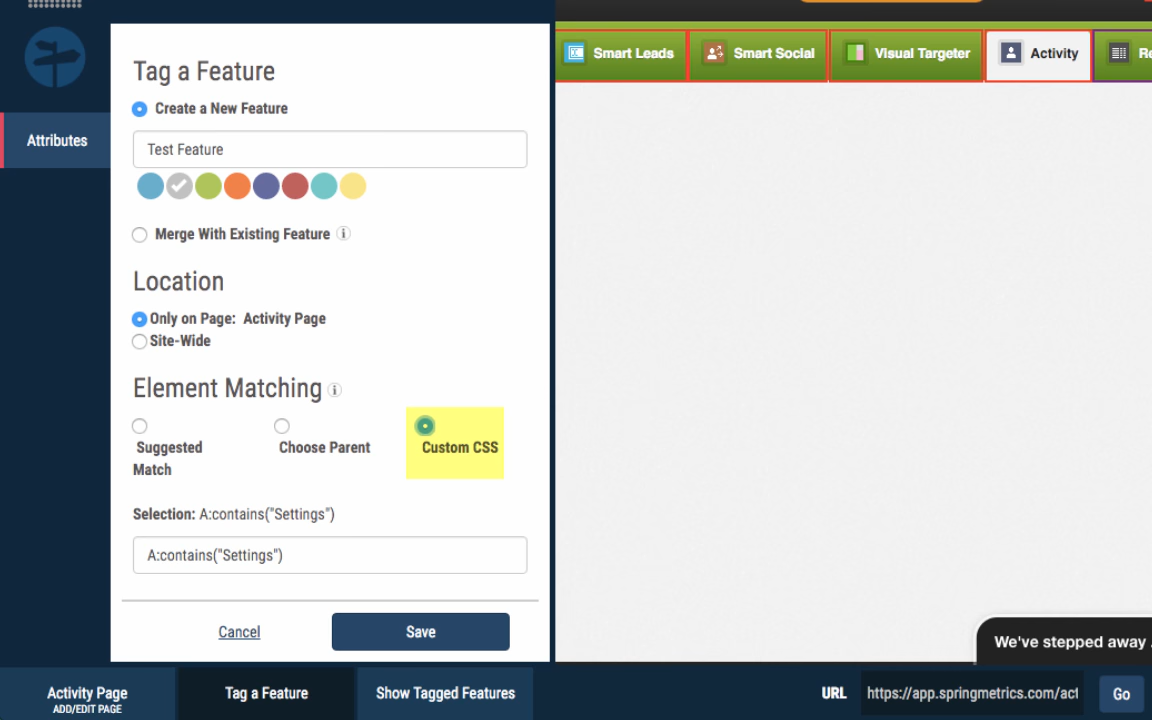 Attributes
Tag a Feature
Create a New Feature
Test Feature
Merge With Existing Feature
Location
Only on Page: Activity Page
Site-Wide
Element Matching
Suggested
Match
Choose Parent
Custom CSS
Selection: A:contains("Settings")
A:contains("Settings")
Cancel
Save
Smart Leads
Smart Social
Visual Targeter
Activity
We've stepped away .
Activity Page
ADD/EDIT PAGE
Tag a Feature
Show Tagged Features
URL
https://app.springmetrics.com/act
Go